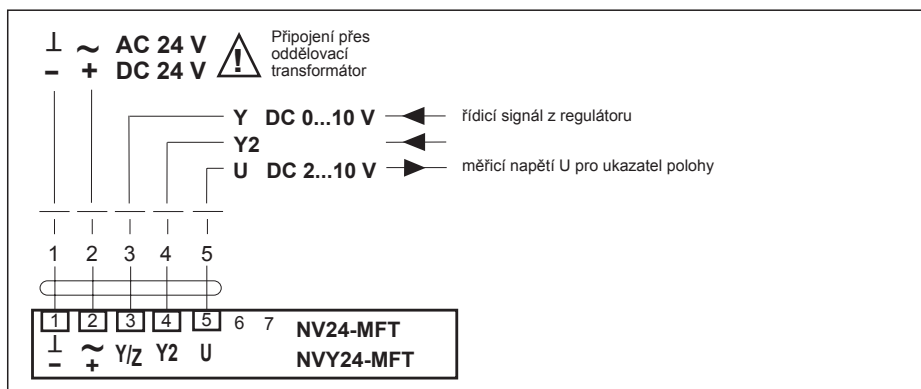 ⊥ ~ AC 24 V
– + DC 24 V
Připojení přes
oddělovací
transformátor
Y DC 0...10 V řídicí signál z regulátoru
Y2
U DC 2...10 V měřicí napětí U pro ukazatel polohy
1 2 3 4 5
1 2 3 4 5 6 7 NV24-MFT
⊥ ~ Y/Z Y2 U
– + NVY24-MFT